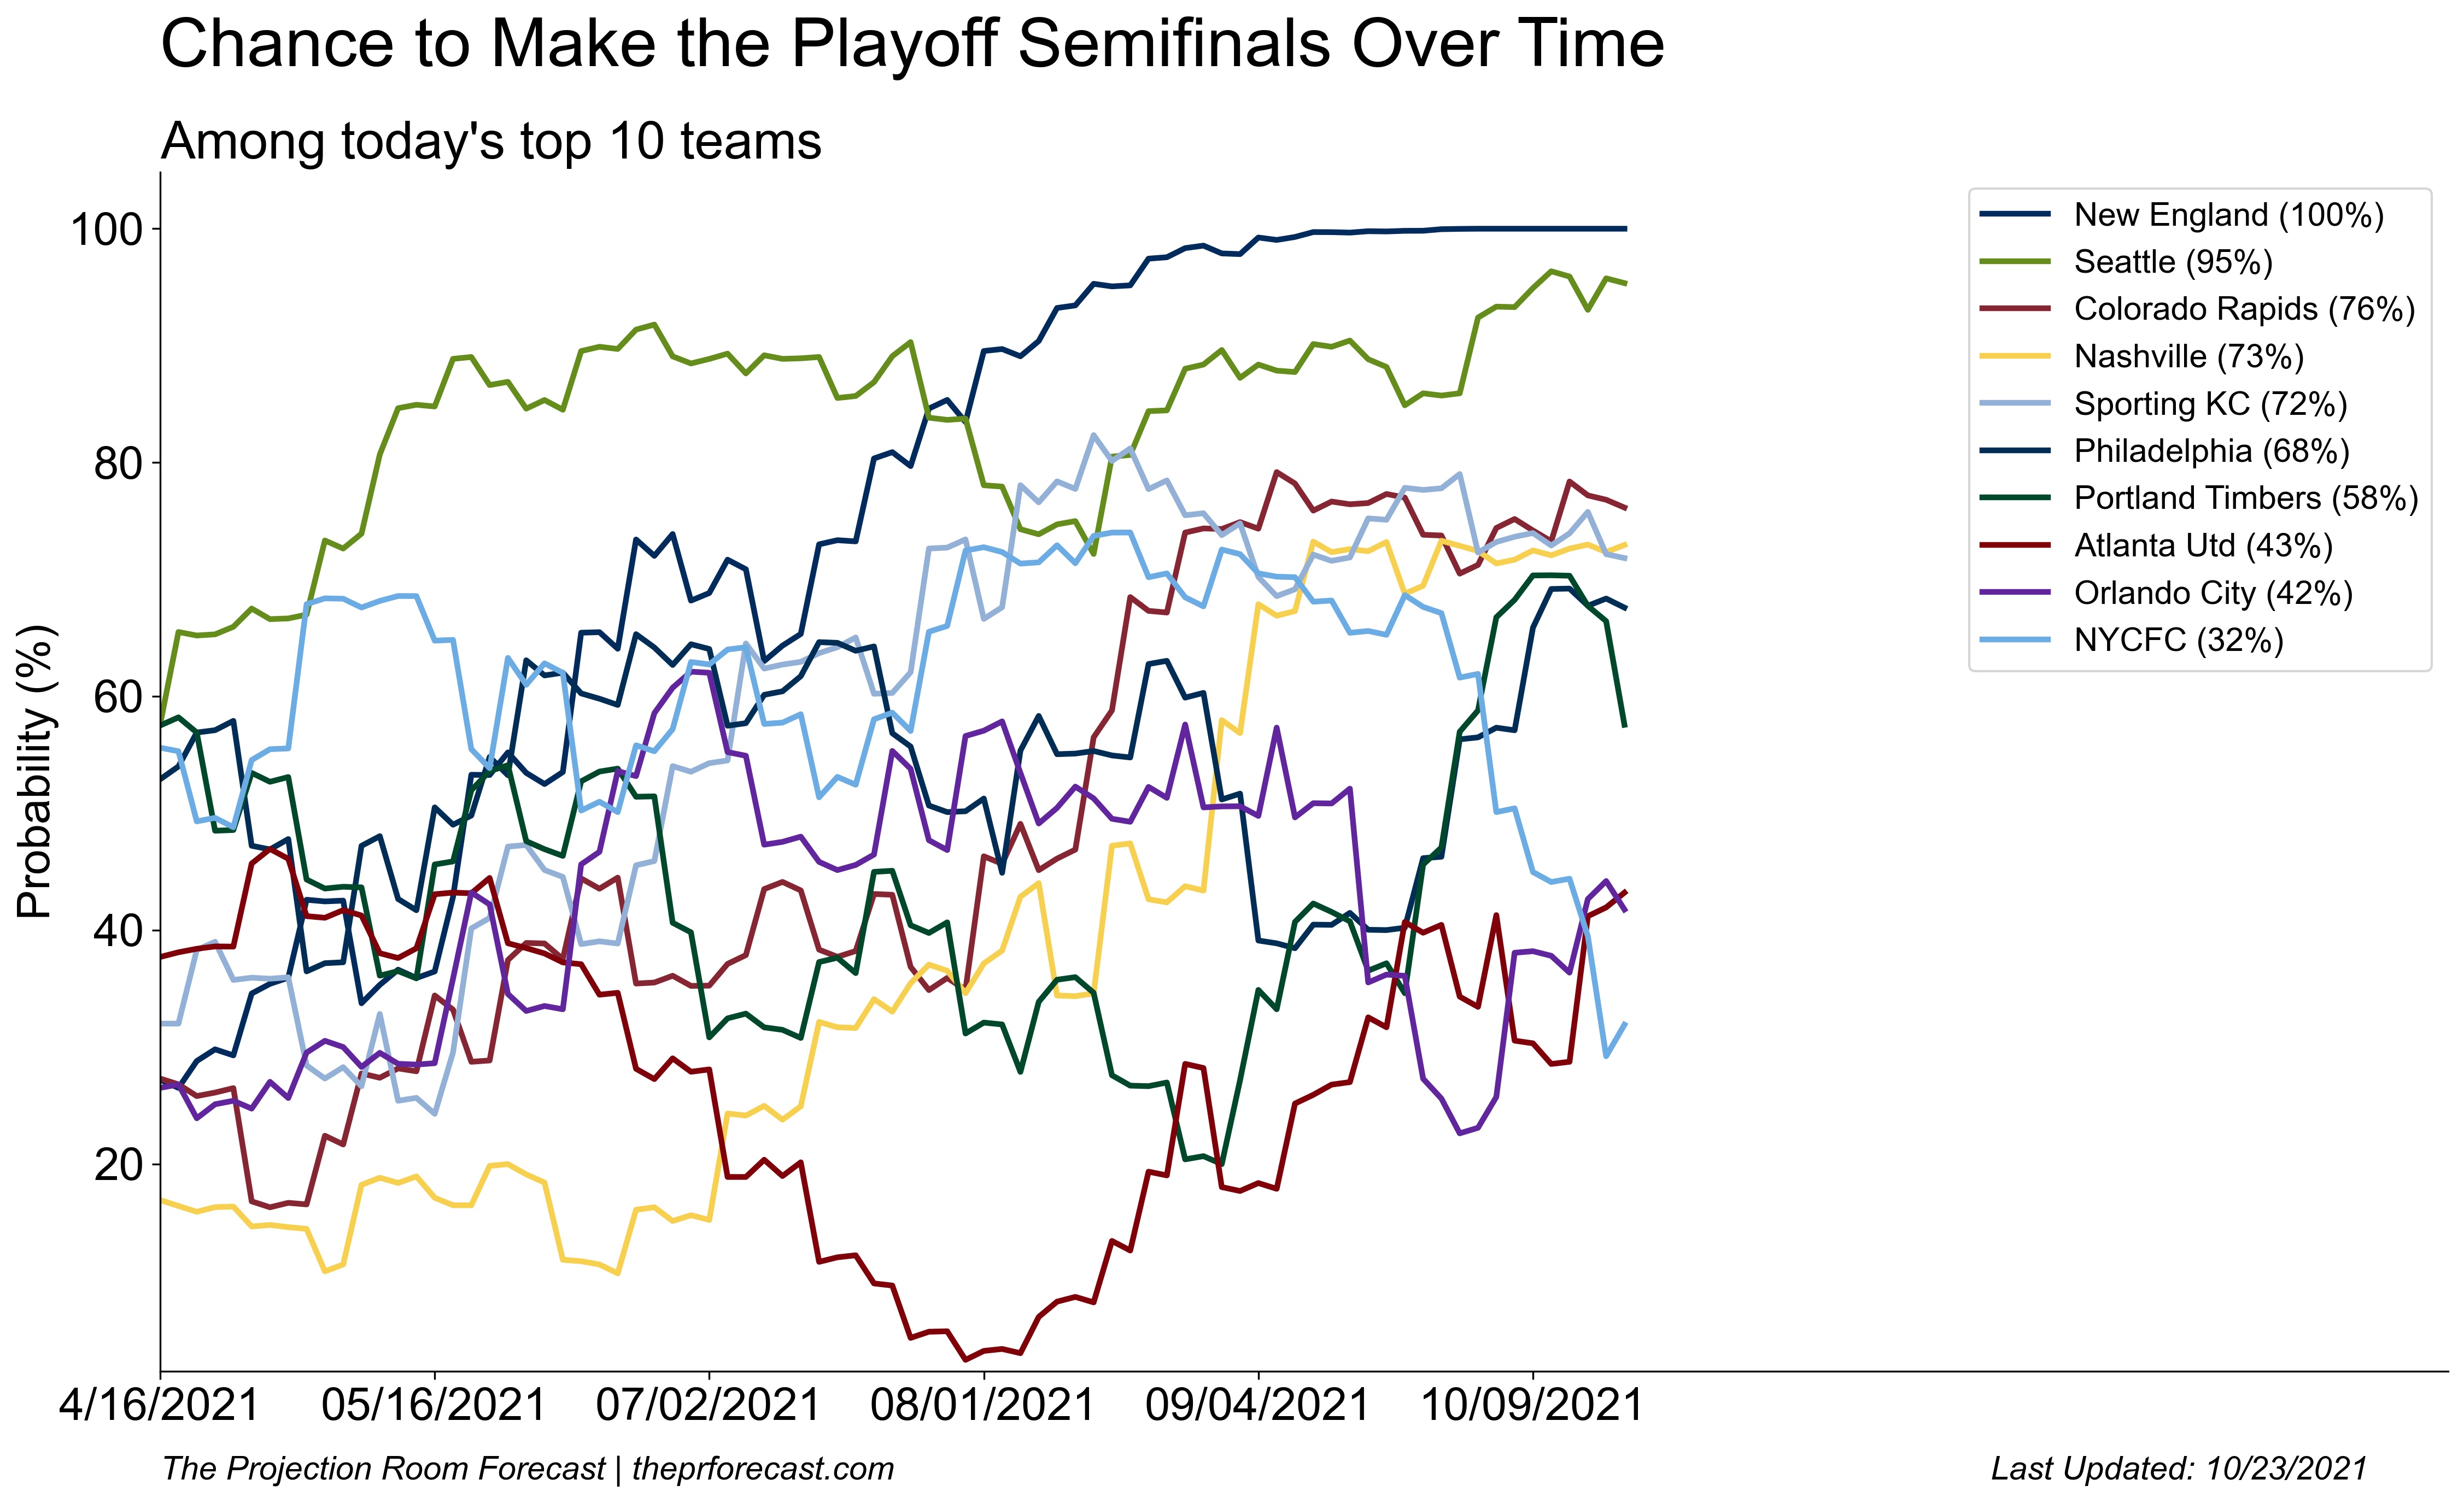 Chance to Make the Playoff Semifinals Over Time
Among today's top 10 teams
Probability (%)
100
80
60
40
20
4/16/2021
05/16/2021
07/02/2021
08/01/2021
09/04/2021
10/09/2021
New England (100%)
Seattle (95%)
Colorado Rapids (76%)
Nashville (73%)
Sporting KC (72%)
Philadelphia (68%)
Portland Timbers (58%)
Atlanta Utd (43%)
Orlando City (42%)
NYCFC (32%)
The Projection Room Forecast | theprforecast.com
Last Updated: 10/23/2021